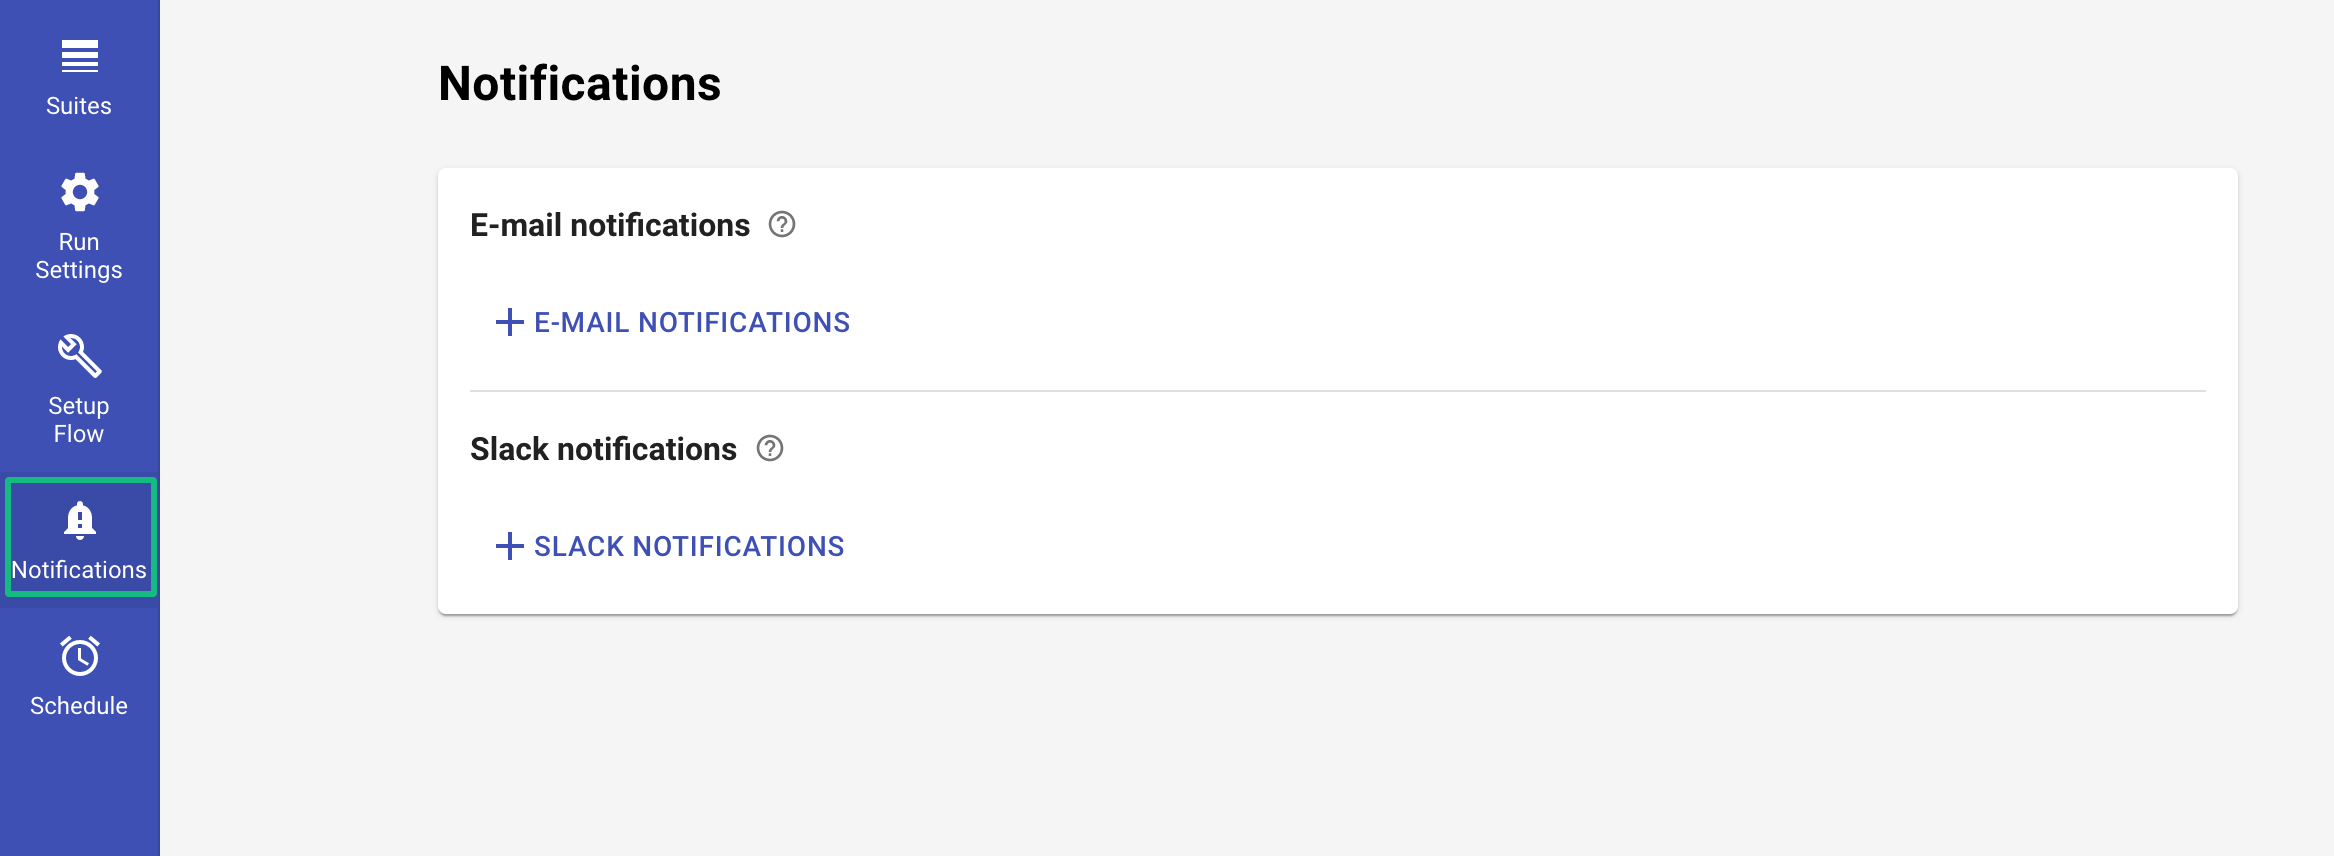 Suites
Run
Settings
Setup
Flow
Notifications
Schedule
Notifications
E-mail notifications
E-MAIL NOTIFICATIONS
Slack notifications
SLACK NOTIFICATIONS